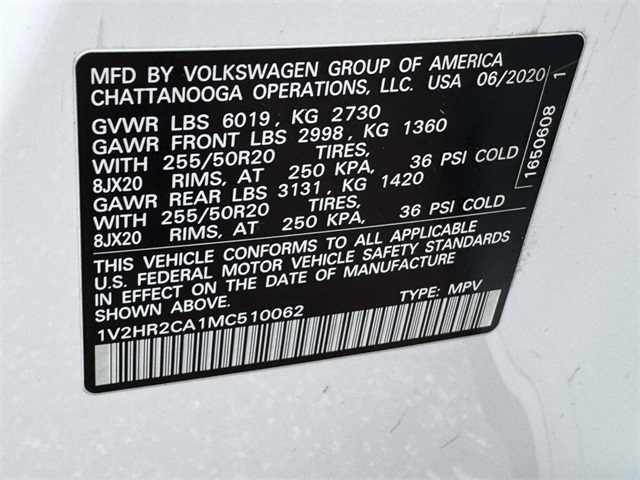 MFD BY VOLKSWAGEN GROUP OF AMERICA
CHATTANOOGA OPERATIONS, LLC. USA 06/2020
GVWR LBS 6019, KG 2730
GAWR FRONT LBS 2998, KG 1360
WITH 255/50R20 TIRES,
8JX20 RIMS, AT 250 KPA, 36 PSI COLD
GAWR REAR LBS 3131, KG 1420
WITH 255/50R20 TIRES,
8JX20 RIMS, AT 250 KPA, 36 PSI COLD
THIS VEHICLE CONFORMS TO ALL APPLICABLE
U.S. FEDERAL MOTOR VEHICLE SAFETY STANDARDS
IN EFFECT ON THE DATE OF MANUFACTURE
SHOWN ABOVE.
1V2HR2CA1MC510062 TYPE: MPV
1650608 1